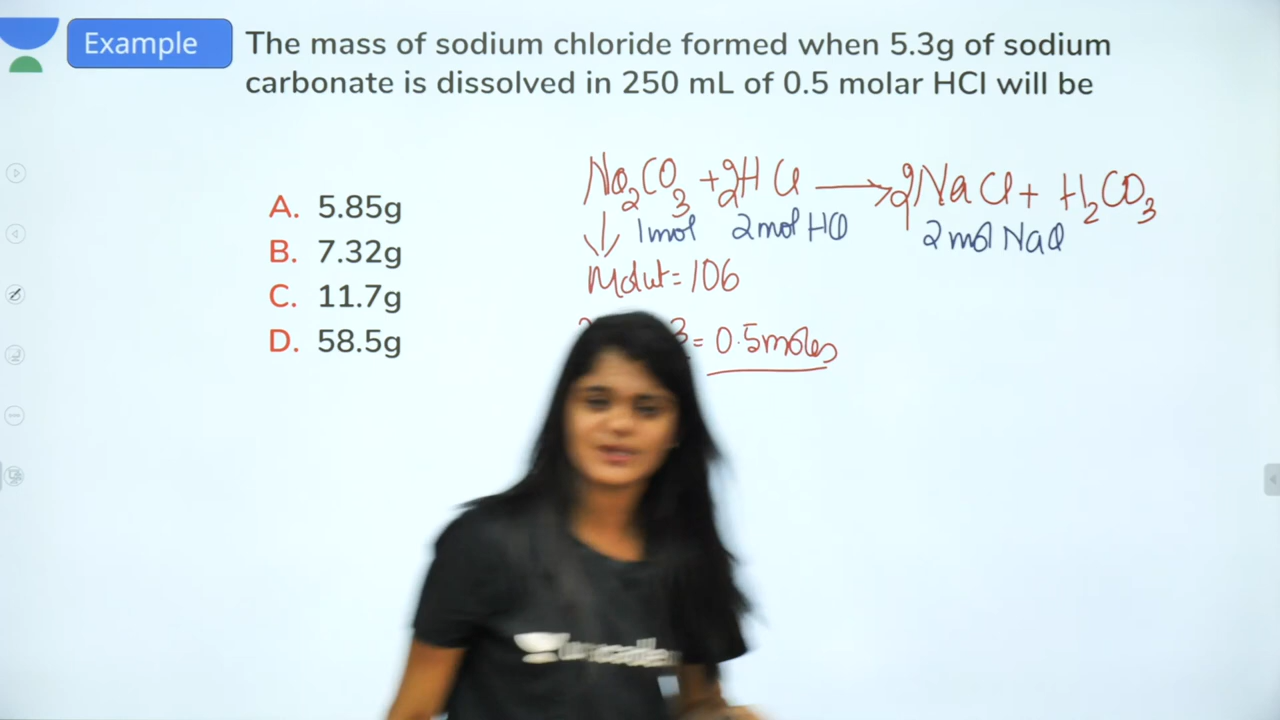 Example
The mass of sodium chloride formed when 5.3g of sodium
carbonate is dissolved in 250 mL of 0.5 molar HCl will be
A. 5.85g
B. 7.32g
C. 11.7g
D. 58.5g
Na₂CO₃ + 2HCl → 2NaCl + H₂CO₃
1mol 2mol HCl 2mol NaCl
Molwt = 106
3 = 0.5moles